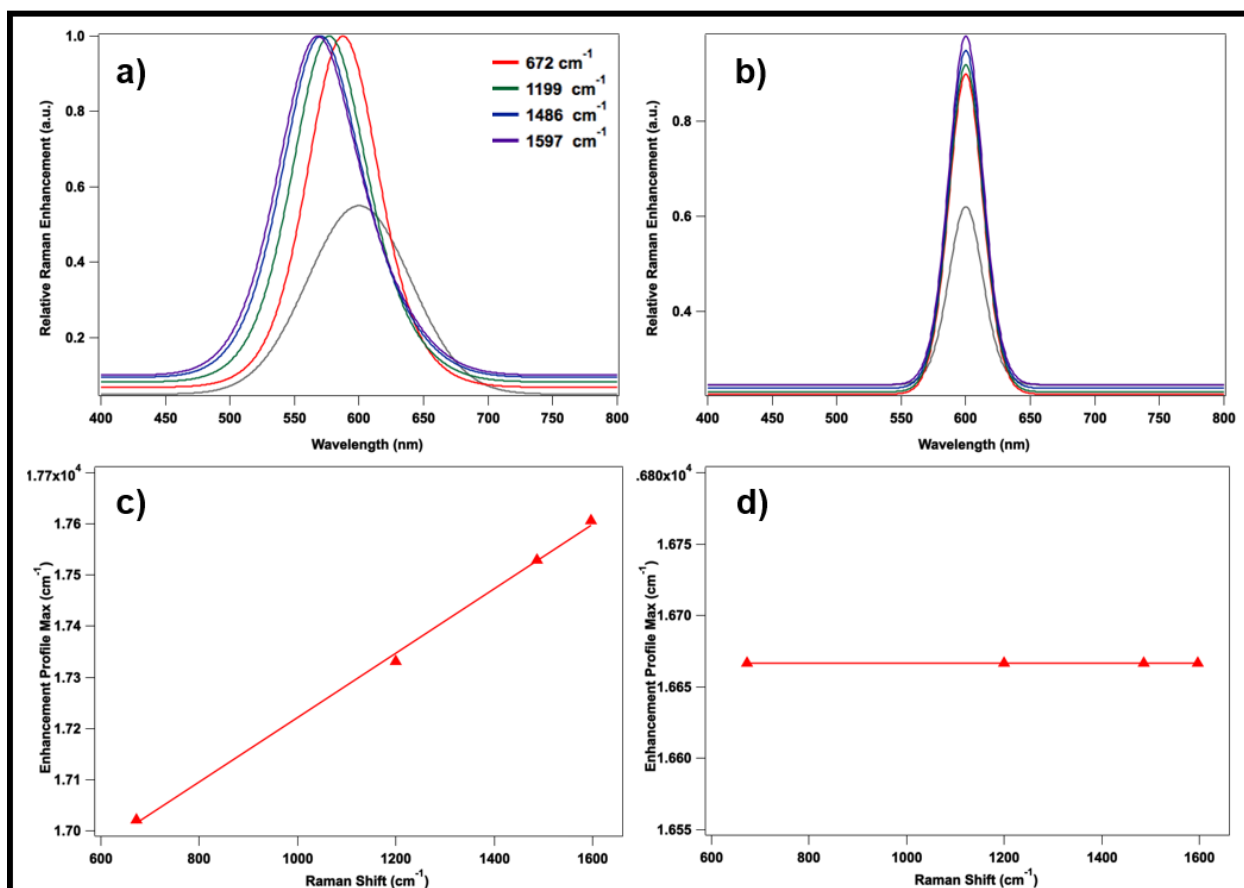 a)
1.0
0.8
0.6
0.4
0.2
Relative Raman Enhancement (a.u.)
672 cm⁻¹
1199 cm⁻¹
1486 cm⁻¹
1597 cm⁻¹
400 450 500 550 600 650 700 750 800
Wavelength (nm)
b)
0.8
0.6
0.4
Relative Raman Enhancement (a.u.)
400 450 500 550 600 650 700 750 800
Wavelength (nm)
c)
1.77x10⁴
1.76
1.75
1.74
1.73
1.72
1.71
1.70
Enhancement Profile Max (cm⁻¹)
600 800 1000 1200 1400 1600
Raman Shift (cm⁻¹)
d)
.680x10⁴
1.675
1.670
1.665
1.660
1.655
Enhancement Profile Max (cm⁻¹)
600 800 1000 1200 1400 1600
Raman Shift (cm⁻¹)